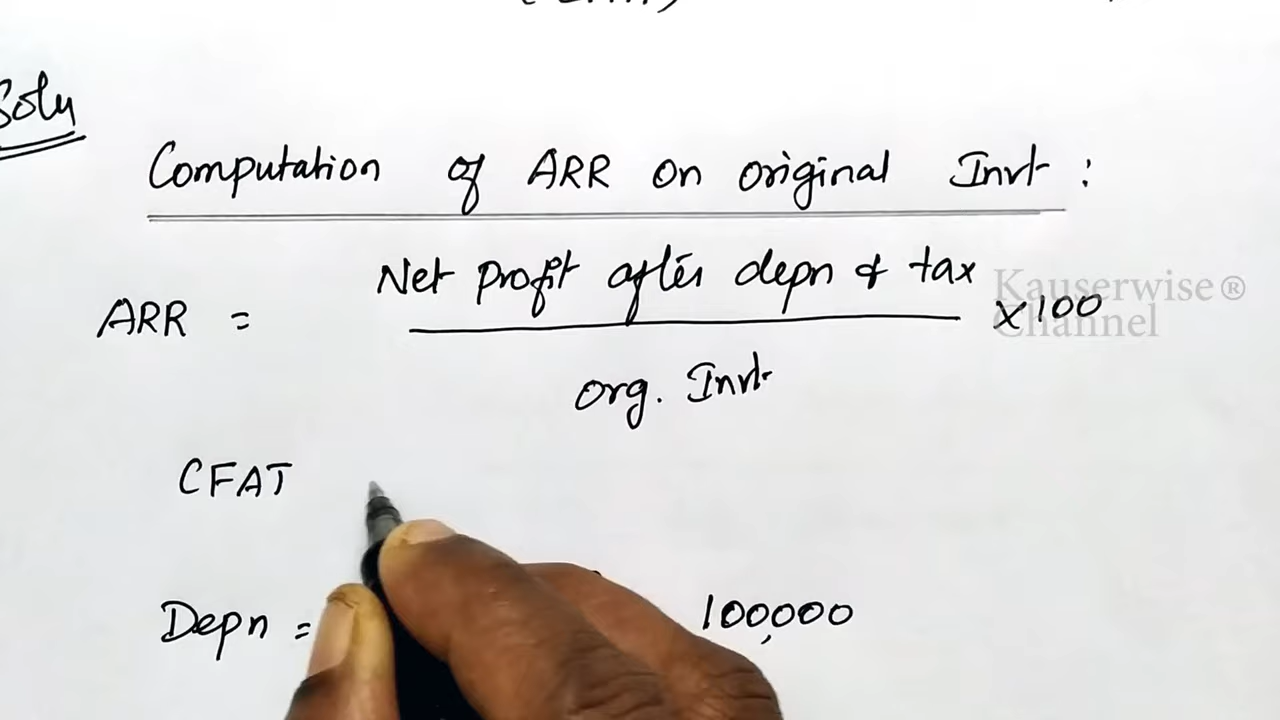 Soln
Computation of ARR on original Invt :
Net Profit after depn & tax
ARR = ——— x 100
Org. Invt
CFAT
Depn = 100,000
Kauserwise®
Channel